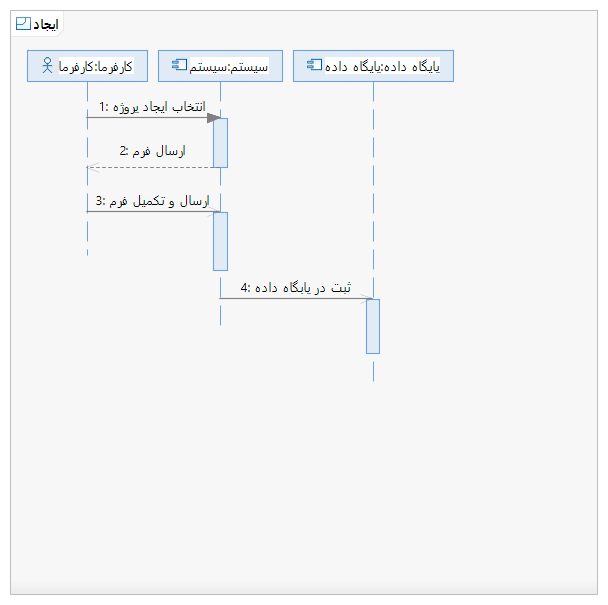 ایجاد
کارفرما:کارفرما
سیستم:سیستم
پایگاه داده:پایگاه داده
1: انتخاب ایجاد پروژه
2: ارسال فرم
3: ارسال و تکمیل فرم
4: ثبت در پابگاه داده